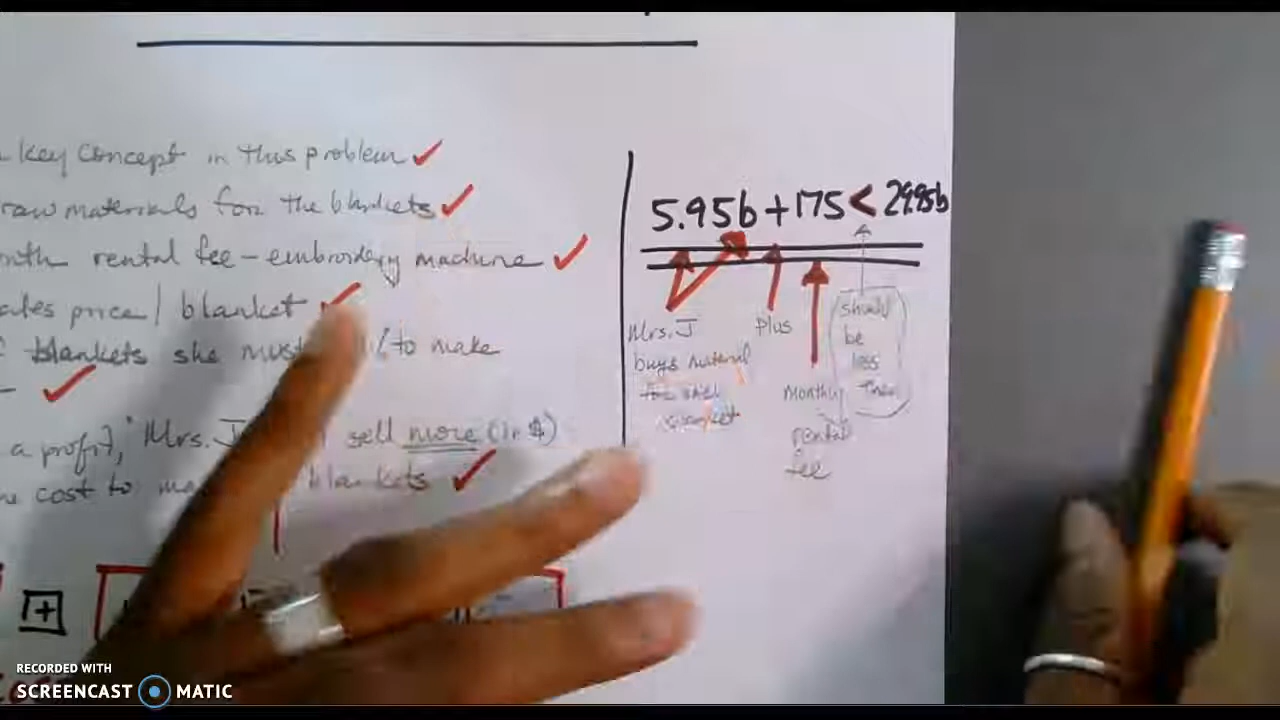 Key Concept in this problem ✓
raw materials for the blankets ✓
rental fee - embroidery machine ✓
price / blanket ✓
blankets she must to make
✓
a profit, Mrs. J sell more (in $)
cost to blankets ✓
+
5.95b + 175 < 29.95b
Mrs. J
buys material
for each
plus
monthly
rental
fee
should
be
less
than
RECORDED WITH
SCREENCAST MATIC